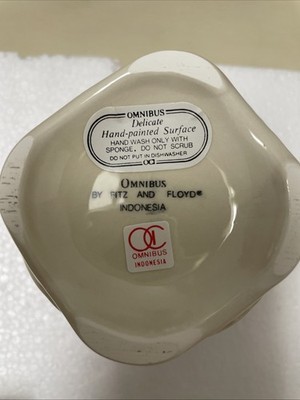 OMNIBUS
Delicate
Hand-painted Surface
HAND WASH ONLY WITH
SPONGE, DO NOT SCRUB
DO NOT PUT IN DISHWASHER
OCI
OMNIBUS
BY FITZ AND FLOYD®
INDONESIA
OC
OMNIBUS
INDONESIA